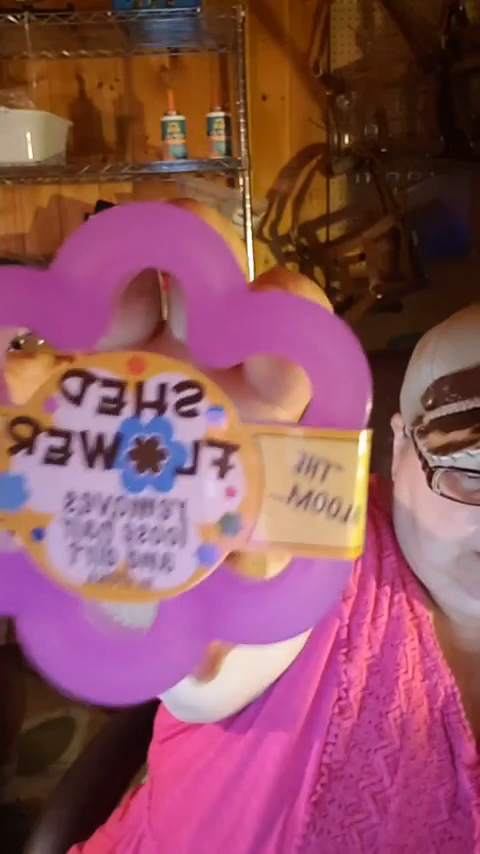 SHED
FLOWER
removes
loose hair
and dirt
-THE-